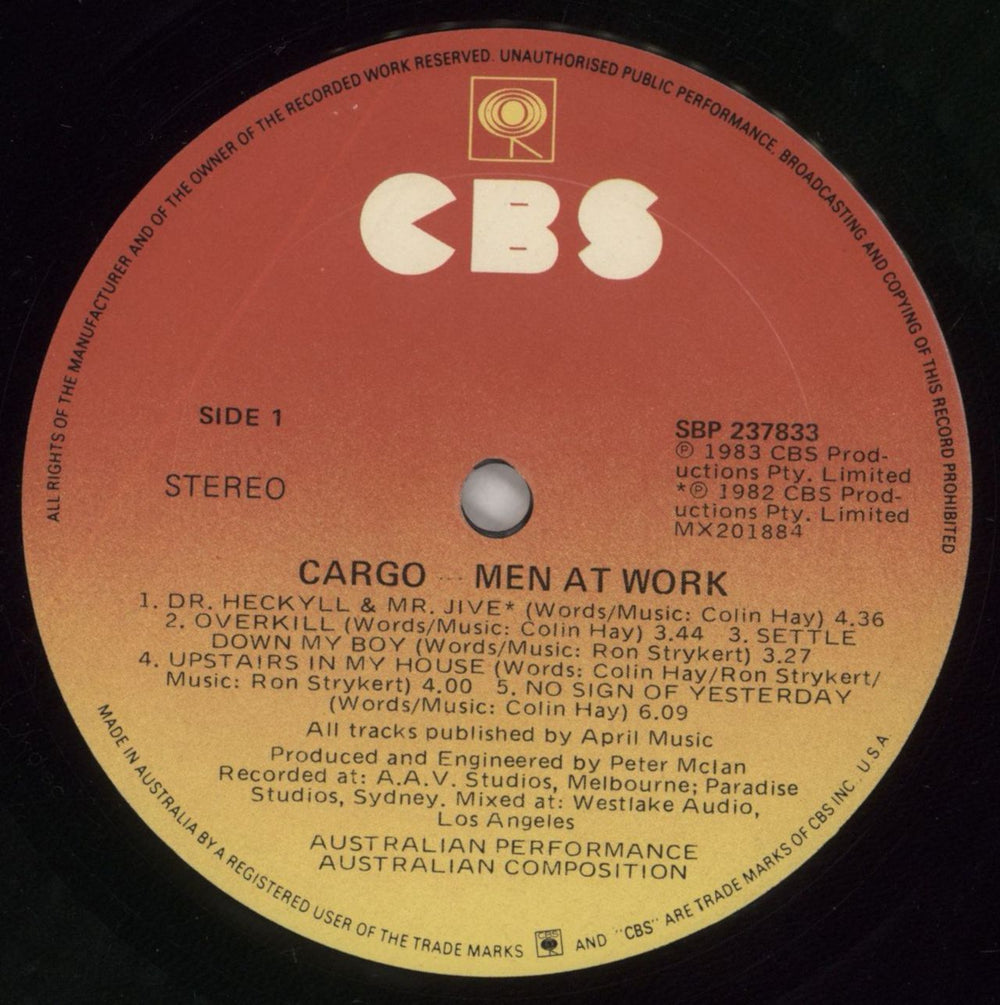 ALL RIGHTS OF THE MANUFACTURER AND OF THE OWNER OF THE RECORDED WORK RESERVED. UNAUTHORISED PUBLIC PERFORMANCE, BROADCASTING AND COPYING OF THIS RECORD PROHIBITED
CBS
SIDE 1
STEREO
SBP 237833
℗ 1983 CBS Prod-
uctions Pty. Limited
*℗ 1982 CBS Prod-
uctions Pty. Limited
MX201884
CARGO -- MEN AT WORK
1. DR. HECKYLL & MR. JIVE* (Words/Music: Colin Hay) 4.36
2. OVERKILL (Words/Music: Colin Hay) 3.44 3. SETTLE
DOWN MY BOY (Words/Music: Ron Strykert) 3.27
4. UPSTAIRS IN MY HOUSE (Words: Colin Hay/Ron Strykert/
Music: Ron Strykert) 4.00 5. NO SIGN OF YESTERDAY
(Words/Music: Colin Hay) 6.09
All tracks published by April Music
Produced and Engineered by Peter McIan
Recorded at: A.A.V. Studios, Melbourne; Paradise
Studios, Sydney. Mixed at: Westlake Audio,
Los Angeles
AUSTRALIAN PERFORMANCE
AUSTRALIAN COMPOSITION
MADE IN AUSTRALIA BY A REGISTERED USER OF THE TRADE MARKS CBS AND "CBS" ARE TRADE MARKS OF CBS INC. U.S.A